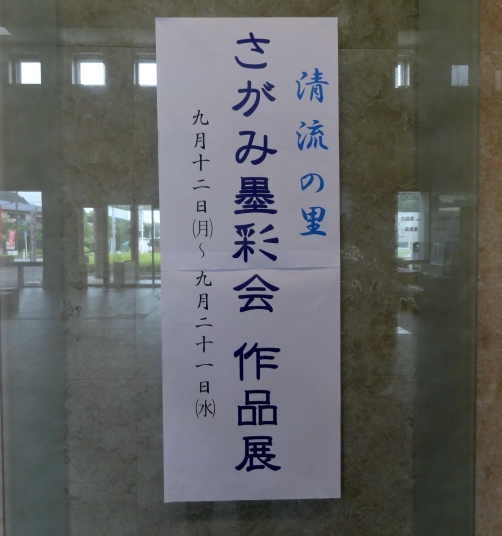 清流の里
さがみ墨彩会 作品展
九月十二日㈪～九月二十一日㈬